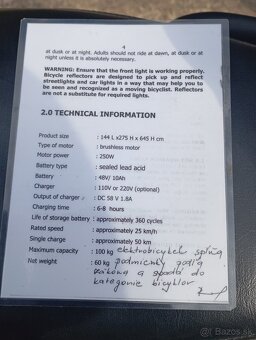 4
at dusk or at night. Adults should not ride at dawn, at dusk or at
night unless it is absolutely necessary.
WARNING: Ensure that the front light is working properly.
Bicycle reflectors are designed to pick up and reflect
streetlights and car lights in a way that may help you to
be seen and recognized as a moving bicyclist. Reflectors
are not a substitute for required lights.
2.0 TECHNICAL INFORMATION
Product size : 144 L x275 H x 645 H cm
Type of motor : brushless motor
Motor power : 250W
Battery type : sealed lead acid
Battery : 48V/ 10Ah
Charger : 110V or 220V (optional)
Output of charger : DC 58 V 1.8A
Charging time : 6-8 hours
Life of storage battery : approximately 360 cycles
Rated speed : approximately 25 km/h
Single charge : approximately 50 km
Maximum capacity : 100 kg elektrobicykel spĺňa
Net weight : 60 kg podmienky podľa
zákona a spadá do
kategorie bicyklov
Bazos.sk